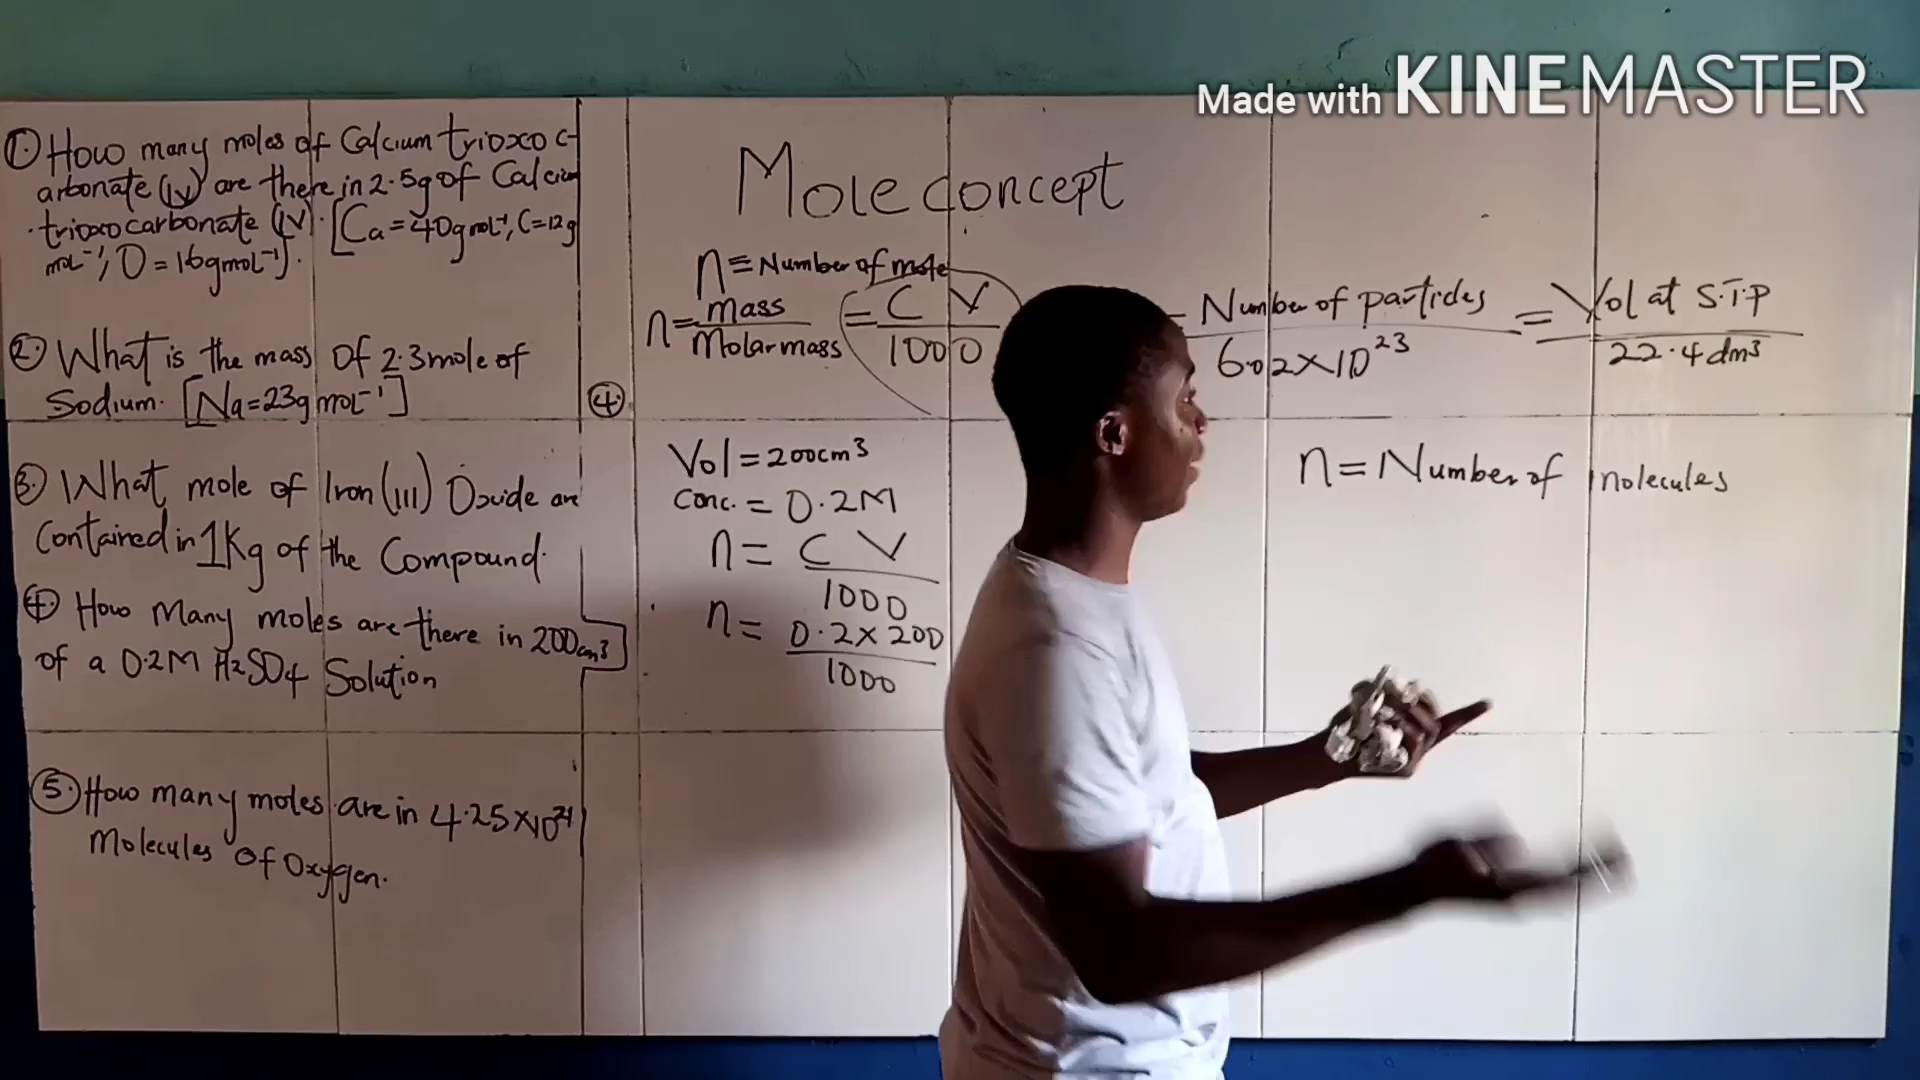 Made with KINEMASTER
① How many moles of Calcium trioxo c-
arbonate (IV) are there in 2.5g of Calcium
trioxocarbonate (IV). [Ca=40gmol⁻¹, C=12g
mol⁻¹, O=16gmol⁻¹].
② What is the mass of 2.3mole of
Sodium. [Na=23gmol⁻¹]
③ What mole of Iron (III) Oxide are
Contained in 1Kg of the Compound.
④ How Many moles are there in 200cm³
of a 0.2M H₂SO₄ Solution
⑤ How many moles are in 4.25×10²⁴
Molecules Of Oxygen.
Mole concept
n = Number of mole
n = mass / Molar mass = C V / 1000
= Number of particles / 6.02×10²³ = Vol at S.T.P / 22.4dm³
④
Vol = 200cm³
Conc. = 0.2M
n = C V
1000
n = 0.2 × 200
1000
n = Number of molecules